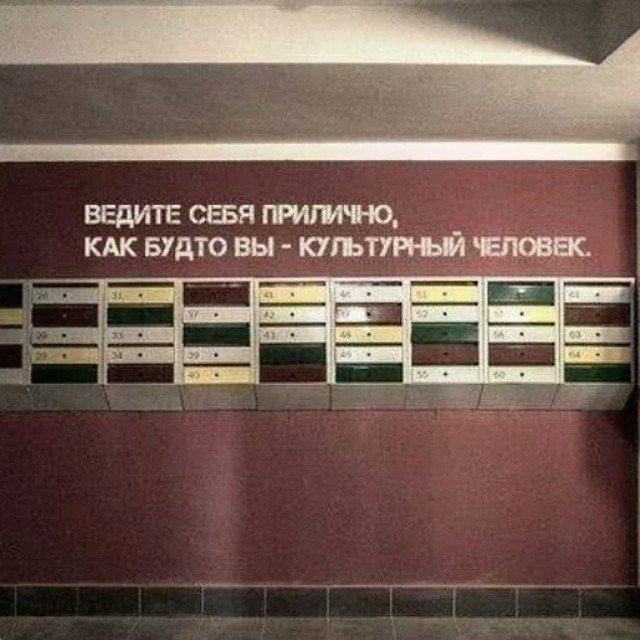 ВЕДИТЕ СЕБЯ ПРИЛИЧНО,
КАК БУДТО ВЫ - КУЛЬТУРНЫЙ ЧЕЛОВЕК.